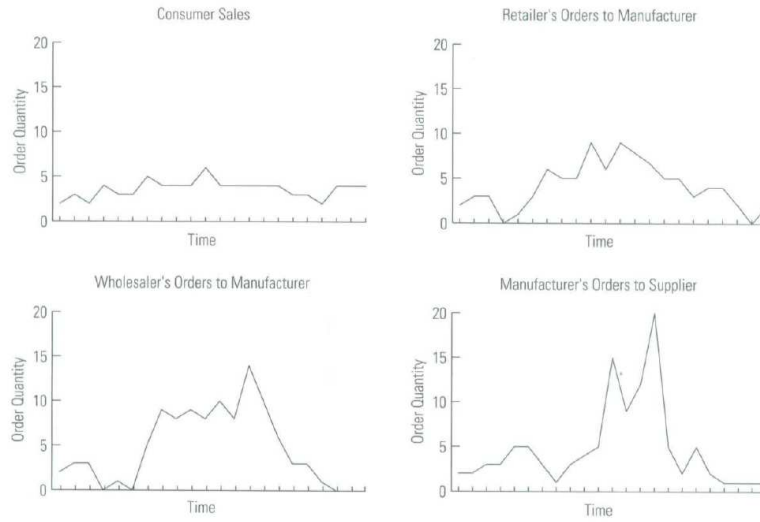 Consumer Sales
20
15
10
5
0
Order Quantity
Time
Retailer's Orders to Manufacturer
20
15
10
5
0
Order Quantity
Time
Wholesaler's Orders to Manufacturer
20
15
10
5
0
Order Quantity
Time
Manufacturer's Orders to Supplier
20
15
10
5
0
Order Quantity
Time